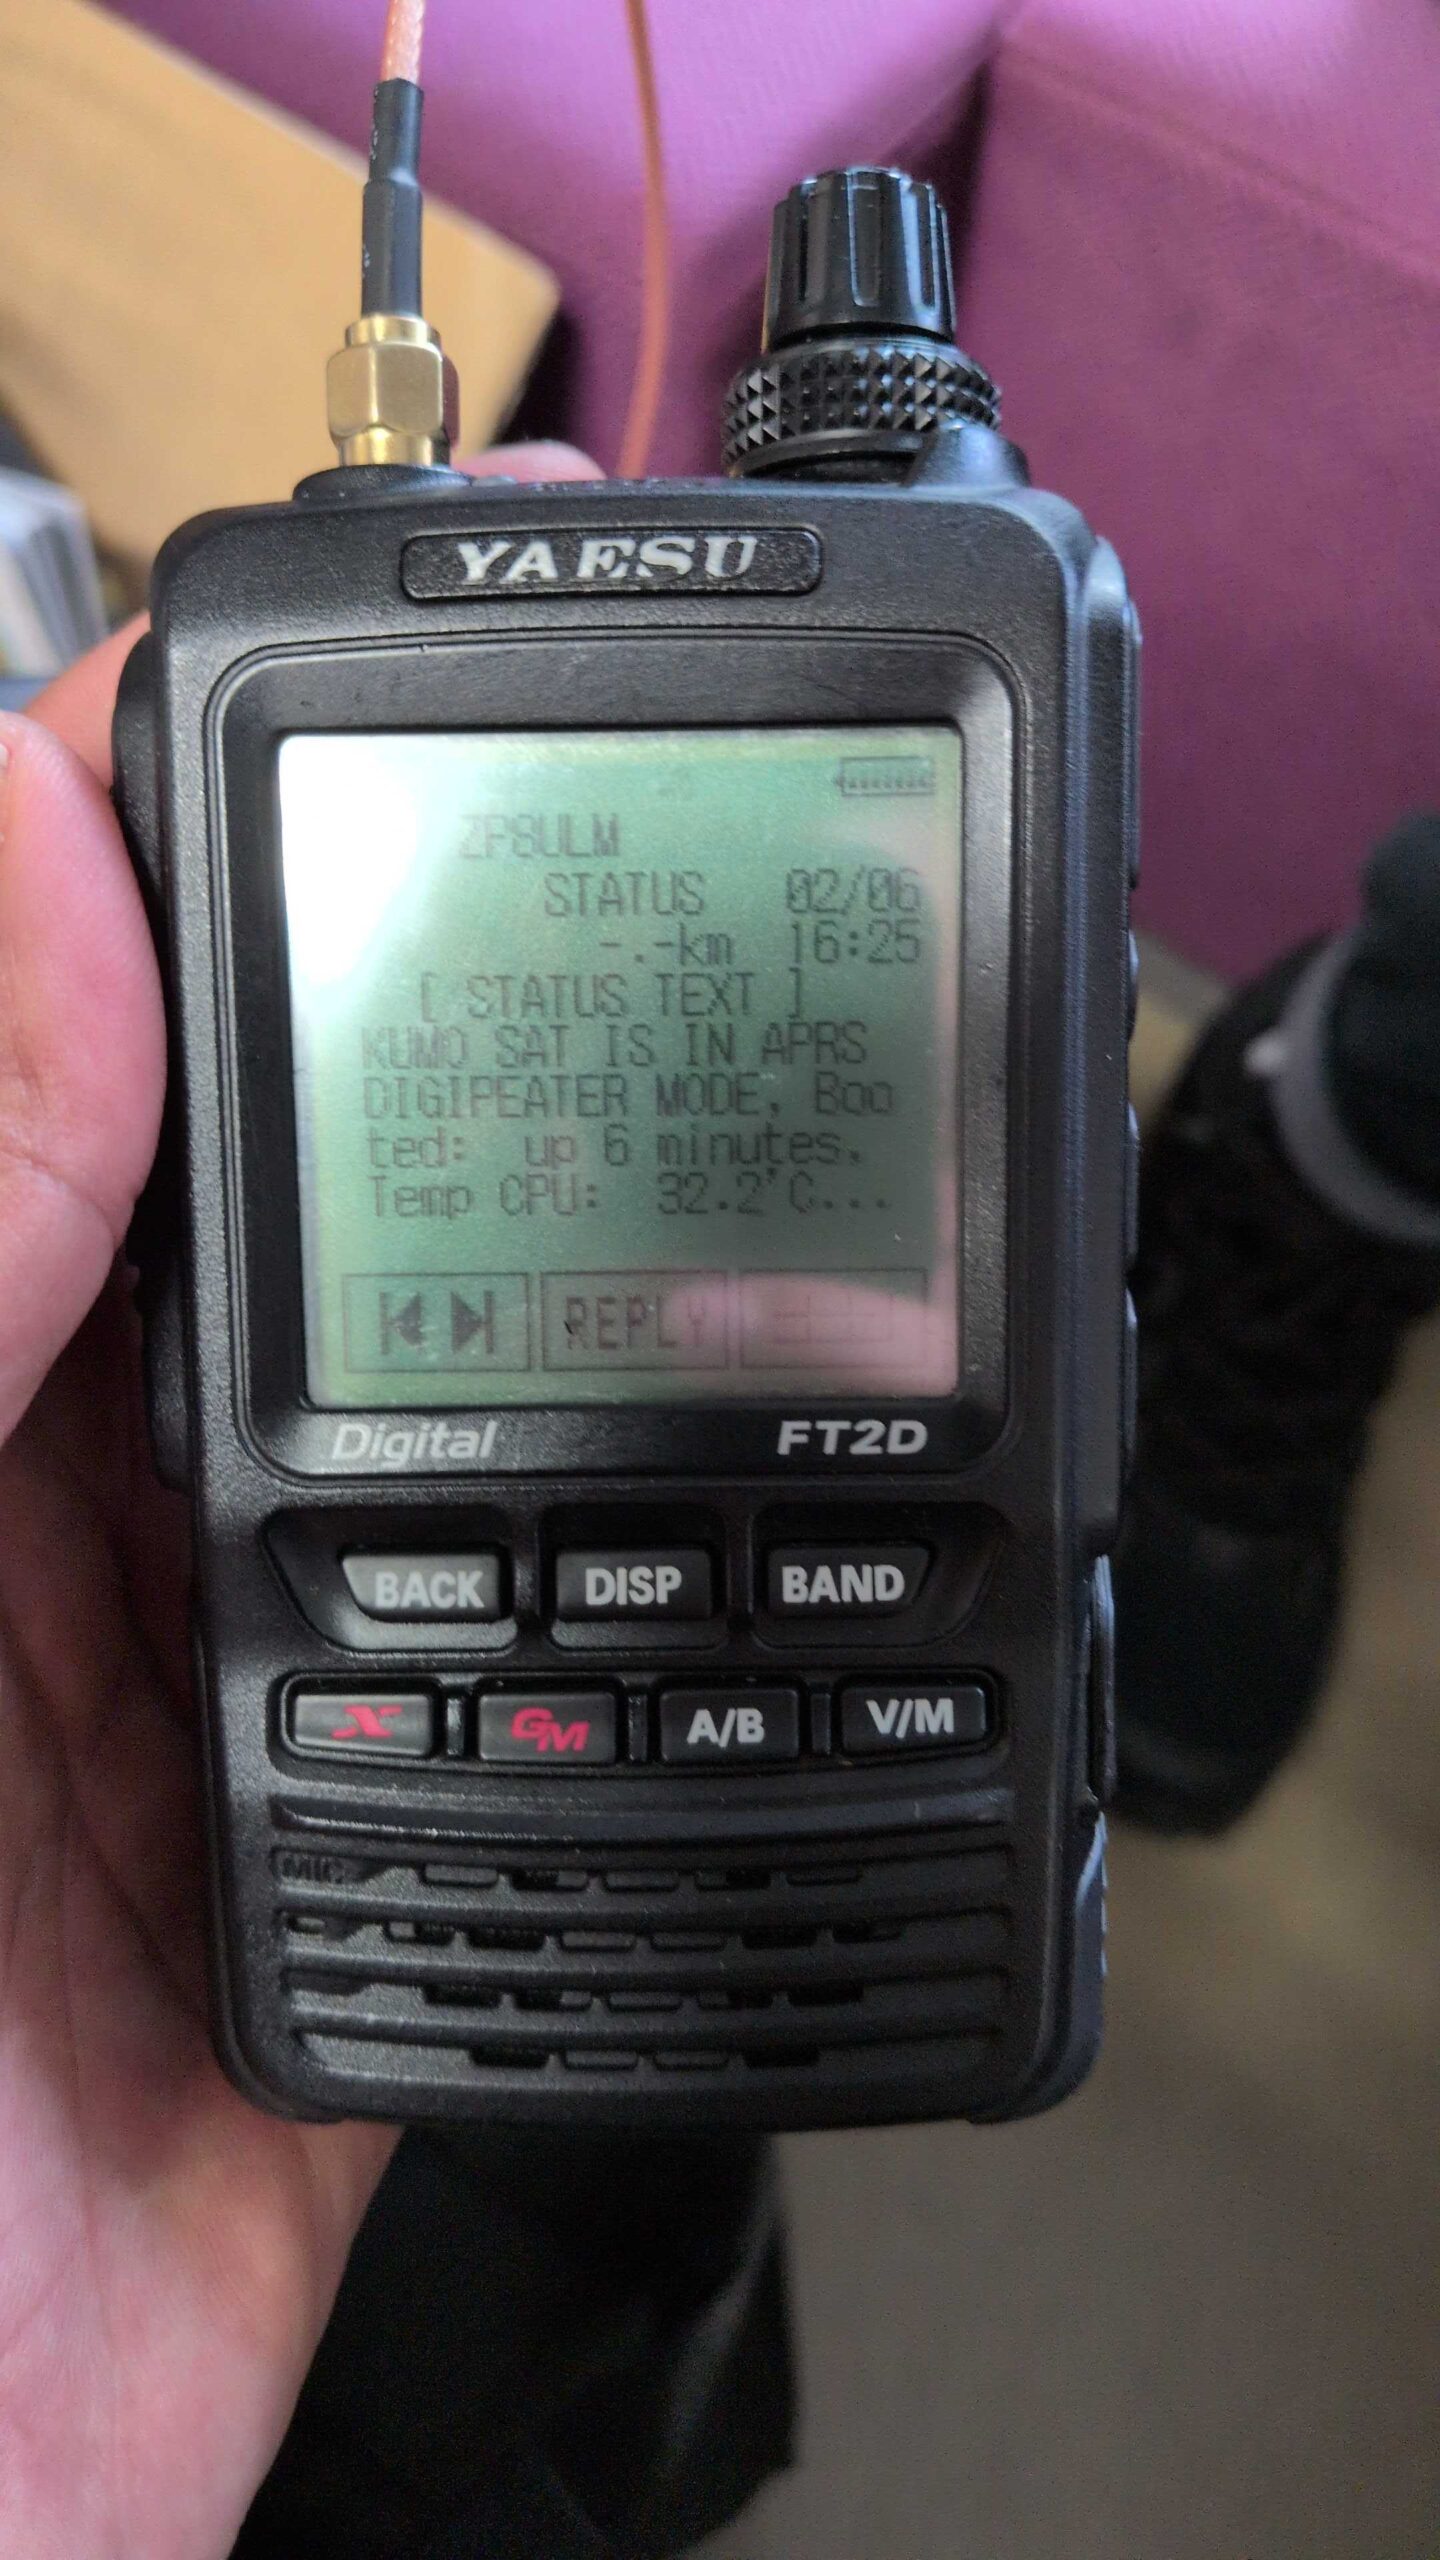 YAESU
ZP8ULM
STATUS 02/06
-.-km 16:25
[ STATUS TEXT ]
KUMO SAT IS IN APRS
DIGIPEATER MODE, Boo
ted: up 6 minutes.
Temp CPU: 32.2'C...
REPLY
Digital FT2D
BACK DISP BAND
X GM A/B V/M
MIC